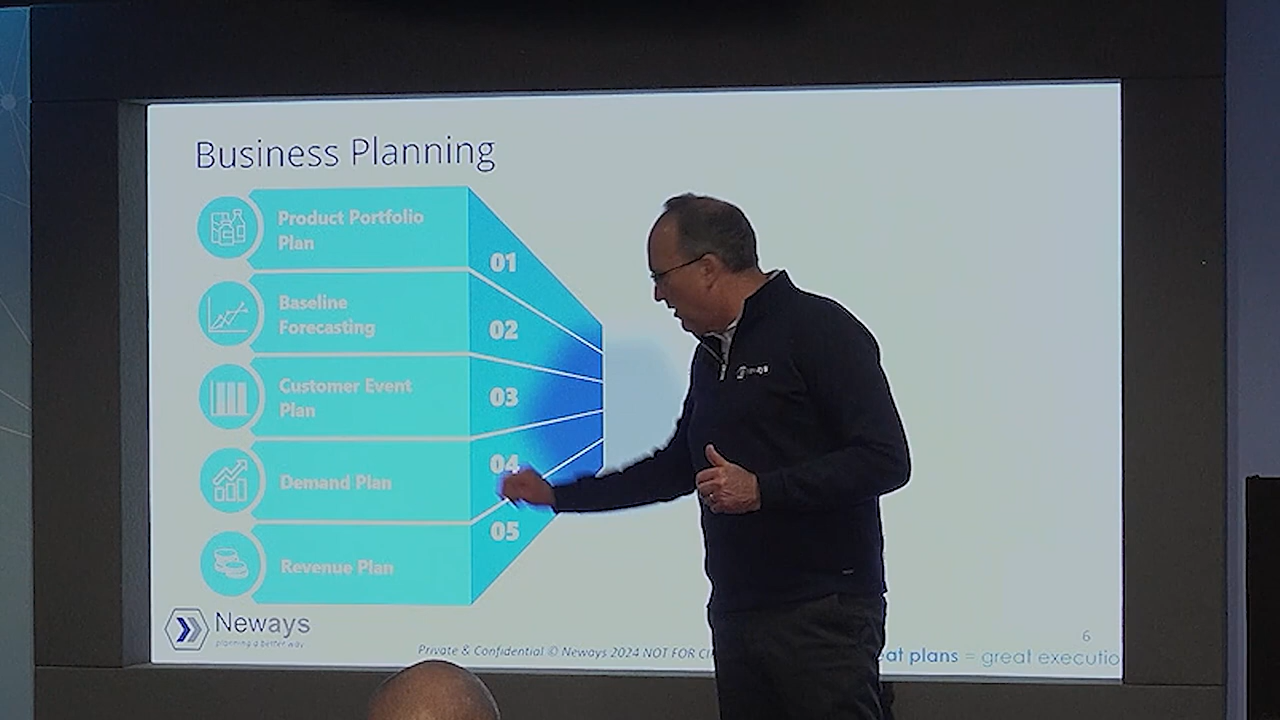 Business Planning
Product Portfolio
Plan
01
Baseline
Forecasting
02
Customer Event
Plan
03
Demand Plan
04
Revenue Plan
05
Neways
planning a better way
Private & Confidential © Neways 2024 NOT FOR CI
6
eat plans = great executio